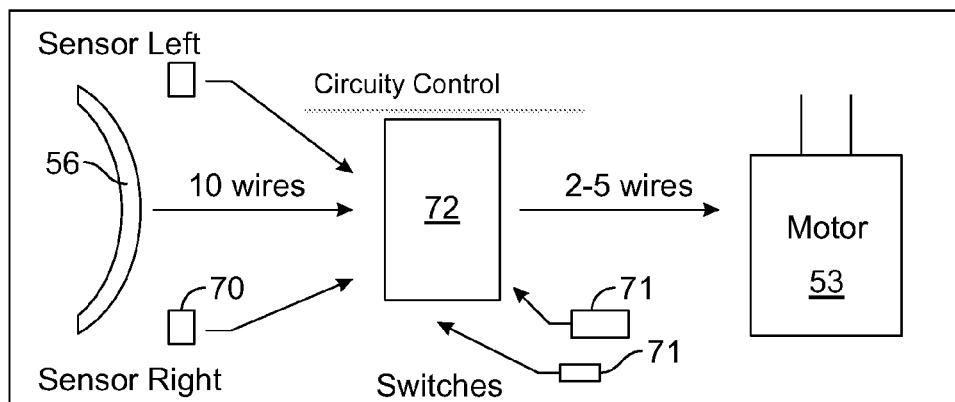 Sensor Left
Circuity Control
56
10 wires
72
2-5 wires
Motor
53
70
71
71
Sensor Right
Switches